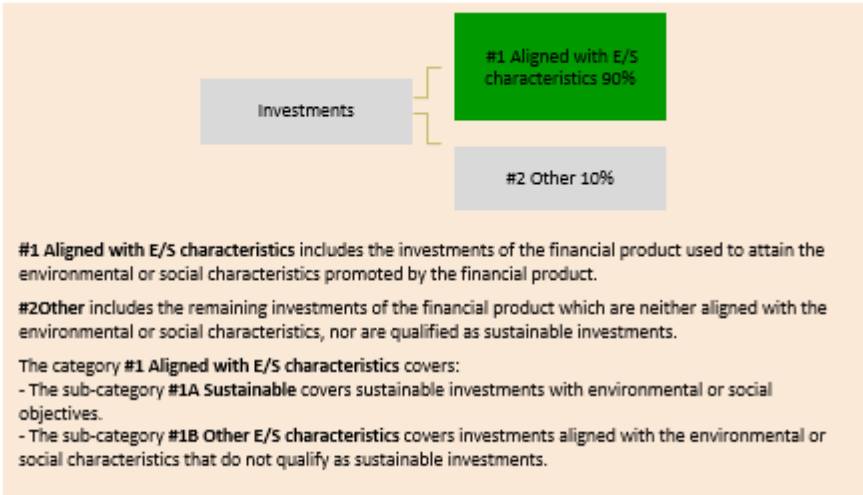 #1 Aligned with E/S
characteristics 90%
Investments
#2 Other 10%
#1 Aligned with E/S characteristics includes the investments of the financial product used to attain the
environmental or social characteristics promoted by the financial product.
#2Other includes the remaining investments of the financial product which are neither aligned with the
environmental or social characteristics, nor are qualified as sustainable investments.
The category #1 Aligned with E/S characteristics covers:
- The sub-category #1A Sustainable covers sustainable investments with environmental or social
objectives.
- The sub-category #1B Other E/S characteristics covers investments aligned with the environmental or
social characteristics that do not qualify as sustainable investments.